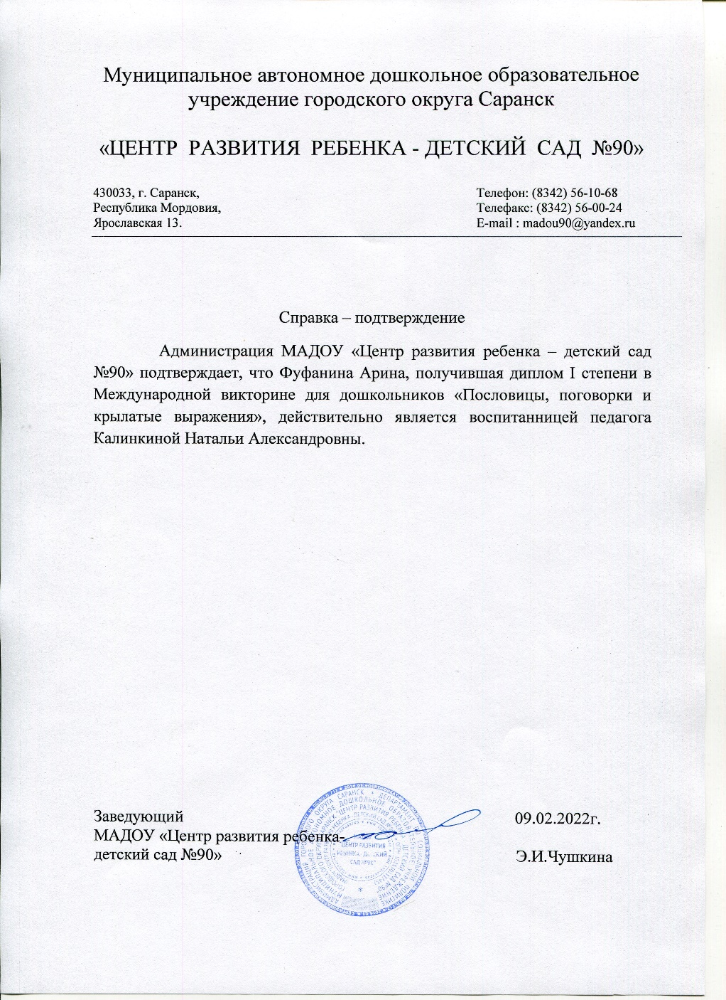 Муниципальное автономное дошкольное образовательное
учреждение городского округа Саранск
«ЦЕНТР РАЗВИТИЯ РЕБЕНКА - ДЕТСКИЙ САД №90»
430033, г. Саранск,
Республика Мордовия,
Ярославская 13.
Телефон: (8342) 56-10-68
Телефакс: (8342) 56-00-24
E-mail : madou90@yandex.ru
Справка – подтверждение
Администрация МАДОУ «Центр развития ребенка – детский сад
№90» подтверждает, что Фуфанина Арина, получившая диплом I степени в
Международной викторине для дошкольников «Пословицы, поговорки и
крылатые выражения», действительно является воспитанницей педагога
Калинкиной Натальи Александровны.
Заведующий
МАДОУ «Центр развития ребенка-
детский сад №90»
09.02.2022г.
Э.И.Чушкина
"ЦЕНТР РАЗВИТИЯ
САД №90"